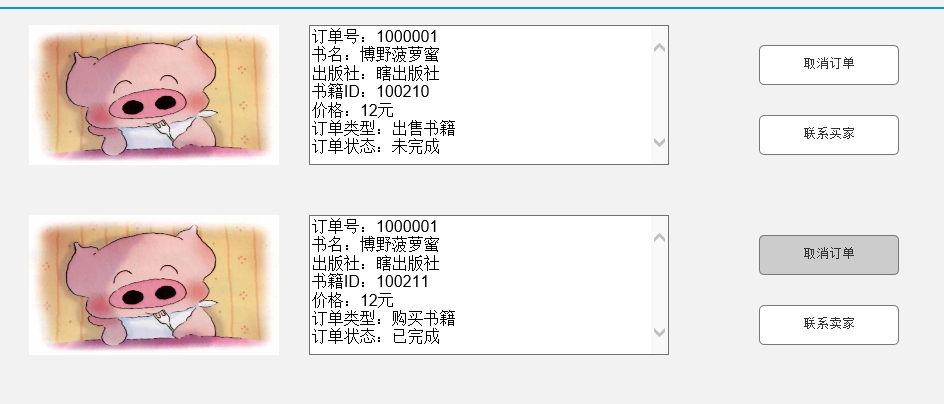 订单号：1000001
书名：博野菠萝蜜
出版社：瞎出版社
书籍ID：100210
价格：12元
订单类型：出售书籍
订单状态：未完成
取消订单
联系买家
订单号：1000001
书名：博野菠萝蜜
出版社：瞎出版社
书籍ID：100211
价格：12元
订单类型：购买书籍
订单状态：已完成
取消订单
联系卖家